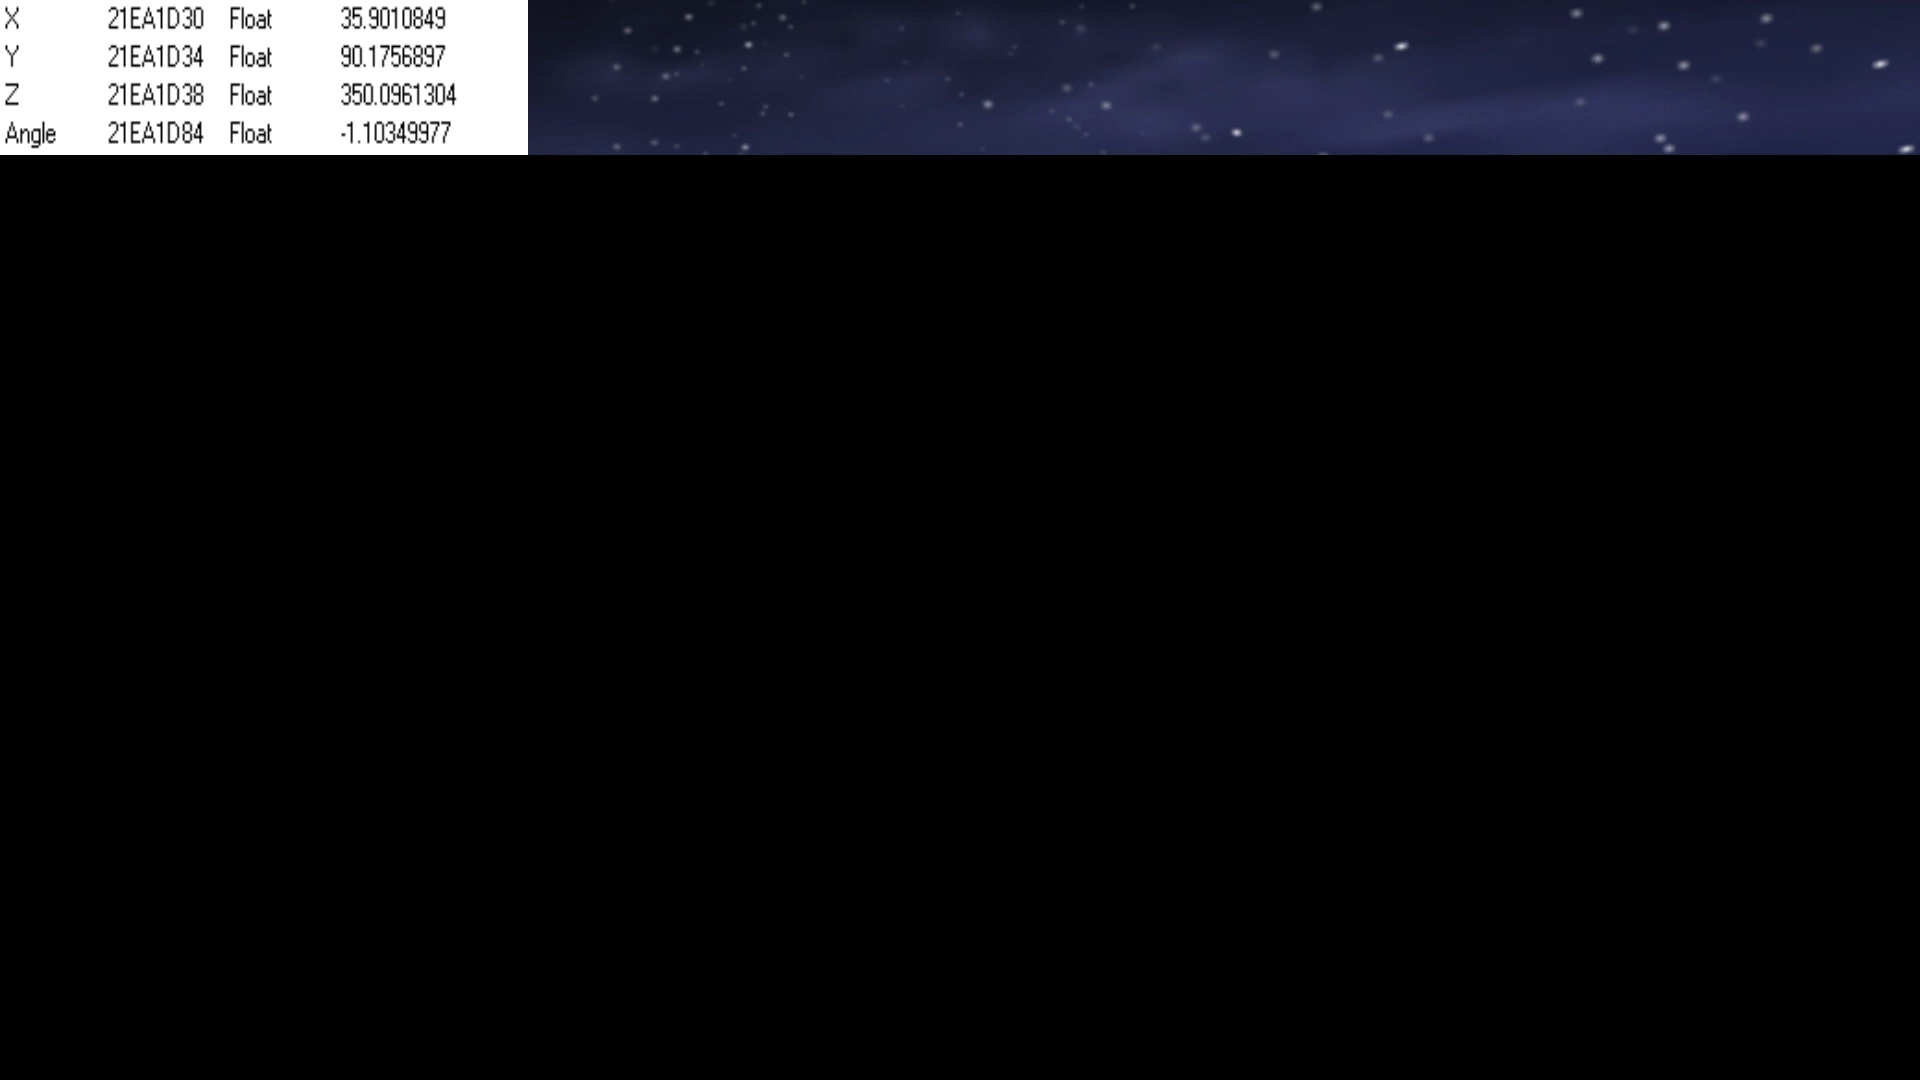 X 21EA1D30 Float 35.9010849
Y 21EA1D34 Float 90.1756897
Z 21EA1D38 Float 350.0961304
Angle 21EA1D84 Float -1.10349977